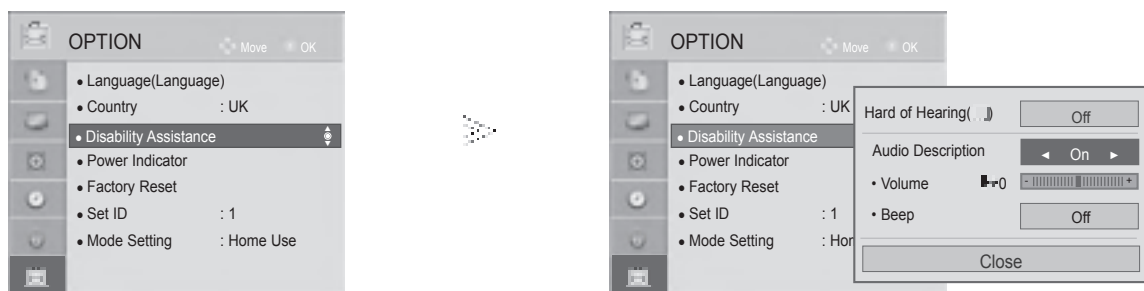 OPTION
Move OK
• Language(Language)
• Country : UK
• Disability Assistance
• Power Indicator
• Factory Reset
• Set ID : 1
• Mode Setting : Home Use
OPTION
Move OK
• Language(Language)
• Country : UK
• Disability Assistance
• Power Indicator
• Factory Reset
• Set ID : 1
• Mode Setting : Hor
Hard of Hearing( ) Off
Audio Description ◄ On ►
• Volume 0 - +
• Beep Off
Close